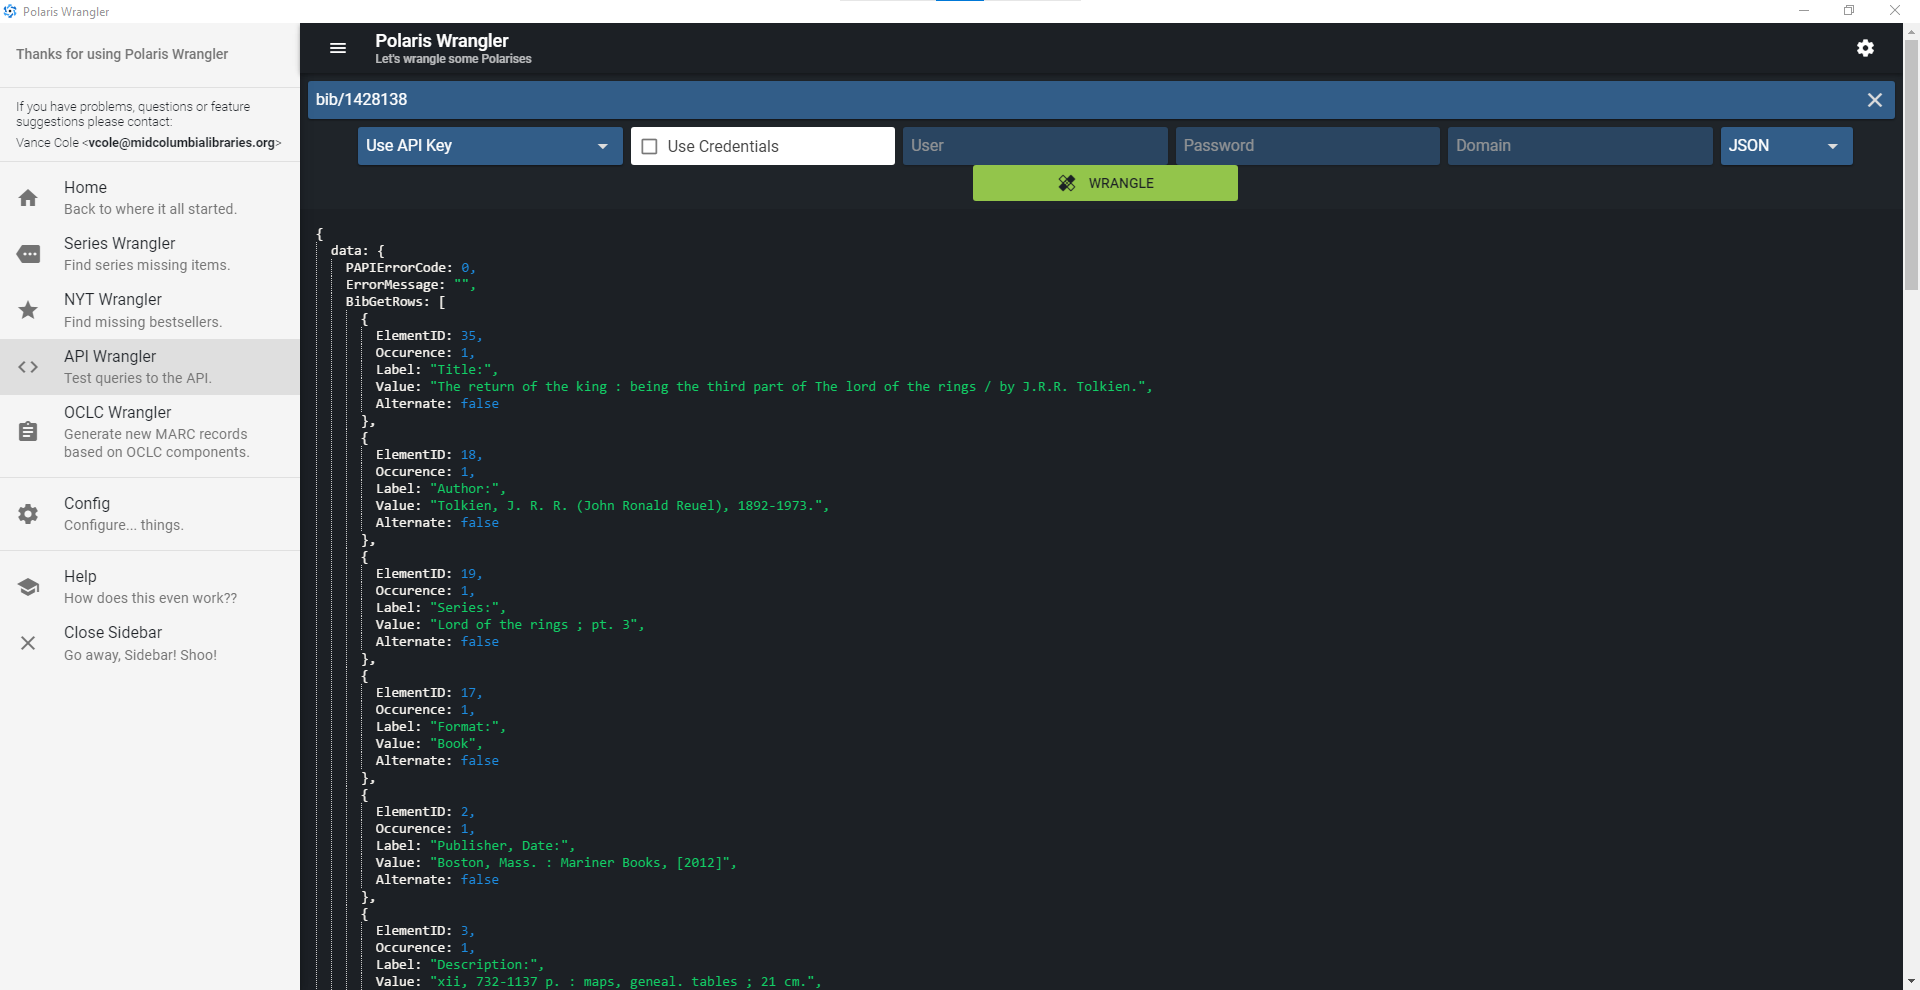 Polaris Wrangler
Thanks for using Polaris Wrangler
If you have problems, questions or feature
suggestions please contact:
Vance Cole <vcole@midcolumbialibraries.org>
Home
Back to where it all started.
Series Wrangler
Find series missing items.
NYT Wrangler
Find missing bestsellers.
API Wrangler
Test queries to the API.
OCLC Wrangler
Generate new MARC records
based on OCLC components.
Config
Configure... things.
Help
How does this even work??
Close Sidebar
Go away, Sidebar! Shoo!
Polaris Wrangler
Let's wrangle some Polarises
bib/1428138
Use API Key
Use Credentials
User
Password
Domain
JSON
WRANGLE
{
data: {
PAPIErrorCode: 0,
ErrorMessage: "",
BibGetRows: [
{
ElementID: 35,
Occurence: 1,
Label: "Title:",
Value: "The return of the king : being the third part of The lord of the rings / by J.R.R. Tolkien.",
Alternate: false
},
{
ElementID: 18,
Occurence: 1,
Label: "Author:",
Value: "Tolkien, J. R. R. (John Ronald Reuel), 1892-1973.",
Alternate: false
},
{
ElementID: 19,
Occurence: 1,
Label: "Series:",
Value: "Lord of the rings ; pt. 3",
Alternate: false
},
{
ElementID: 17,
Occurence: 1,
Label: "Format:",
Value: "Book",
Alternate: false
},
{
ElementID: 2,
Occurence: 1,
Label: "Publisher, Date:",
Value: "Boston, Mass. : Mariner Books, [2012]",
Alternate: false
},
{
ElementID: 3,
Occurence: 1,
Label: "Description:",
Value: "xii, 732-1137 p. : maps, geneal. tables ; 21 cm.",